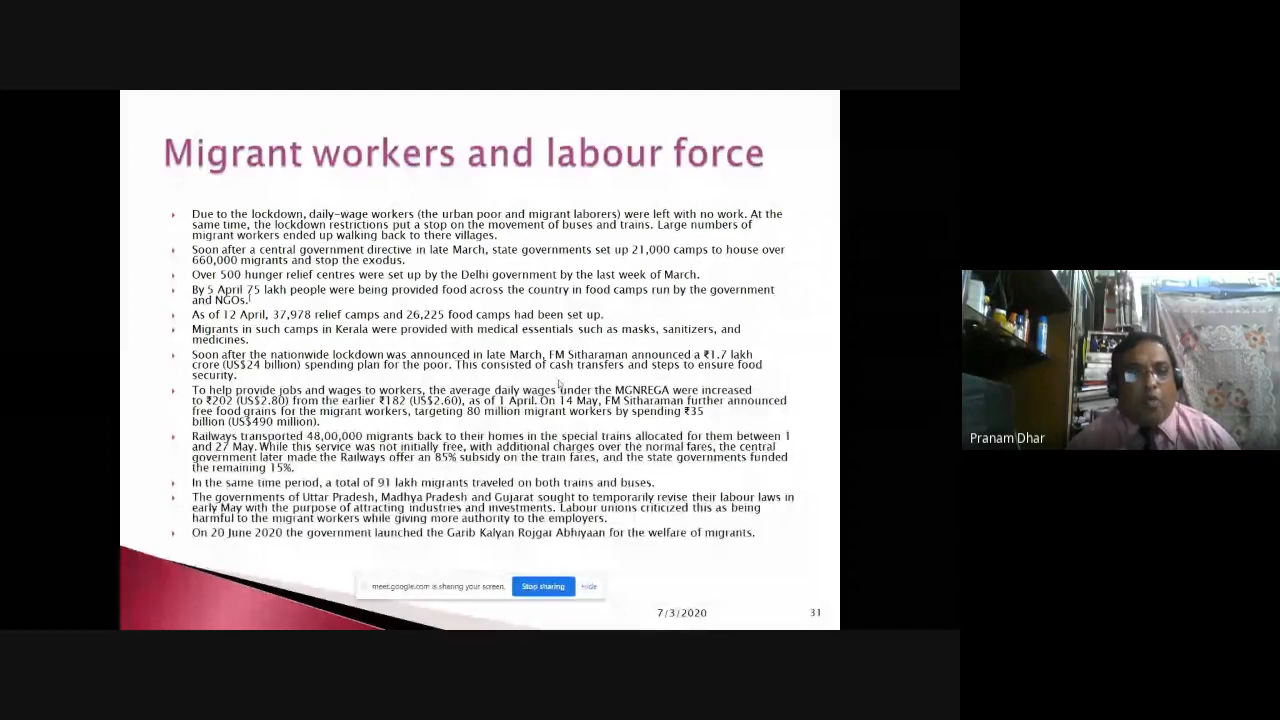 Migrant workers and labour force
Due to the lockdown, daily-wage workers (the urban poor and migrant laborers) were left with no work. At the
same time, the lockdown restrictions put a stop on the movement of buses and trains. Large numbers of
migrant workers ended up walking back to there villages.
Soon after a central government directive in late March, state governments set up 21,000 camps to house over
660,000 migrants and stop the exodus.
Over 500 hunger relief centres were set up by the Delhi government by the last week of March.
By 5 April 75 lakh people were being provided food across the country in food camps run by the government
and NGOs.
As of 12 April, 37,978 relief camps and 26,225 food camps had been set up.
Migrants in such camps in Kerala were provided with medical essentials such as masks, sanitizers, and
medicines.
Soon after the nationwide lockdown was announced in late March, FM Sitharaman announced a ₹1.7 lakh
crore (US$24 billion) spending plan for the poor. This consisted of cash transfers and steps to ensure food
security.
To help provide jobs and wages to workers, the average daily wages under the MGNREGA were increased
to ₹202 (US$2.80) from the earlier ₹182 (US$2.60), as of 1 April. On 14 May, FM Sitharaman further announced
free food grains for the migrant workers, targeting 80 million migrant workers by spending ₹35
billion (US$490 million).
Railways transported 48,00,000 migrants back to their homes in the special trains allocated for them between 1
and 27 May. While this service was not initially free, with additional charges over the normal fares, the central
government later made the Railways offer an 85% subsidy on the train fares, and the state governments funded
the remaining 15%.
In the same time period, a total of 91 lakh migrants traveled on both trains and buses.
The governments of Uttar Pradesh, Madhya Pradesh and Gujarat sought to temporarily revise their labour laws in
early May with the purpose of attracting industries and investments. Labour unions criticized this as being
harmful to the migrant workers while giving more authority to the employers.
On 20 June 2020 the government launched the Garib Kalyan Rojgar Abhiyaan for the welfare of migrants.
meet.google.com is sharing your screen. Stop sharing Hide
7/3/2020 31
Pranam Dhar